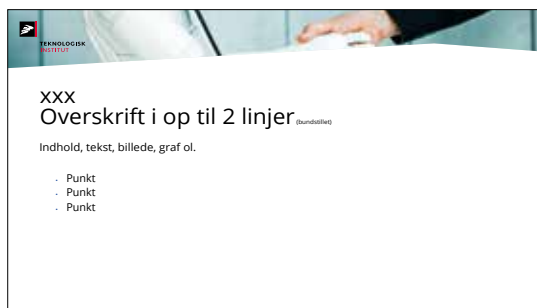 TEKNOLOGISK
INSTITUT
xxx
Overskrift i op til 2 linjer (bundstillet)
Indhold, tekst, billede, graf ol.
- Punkt
- Punkt
- Punkt